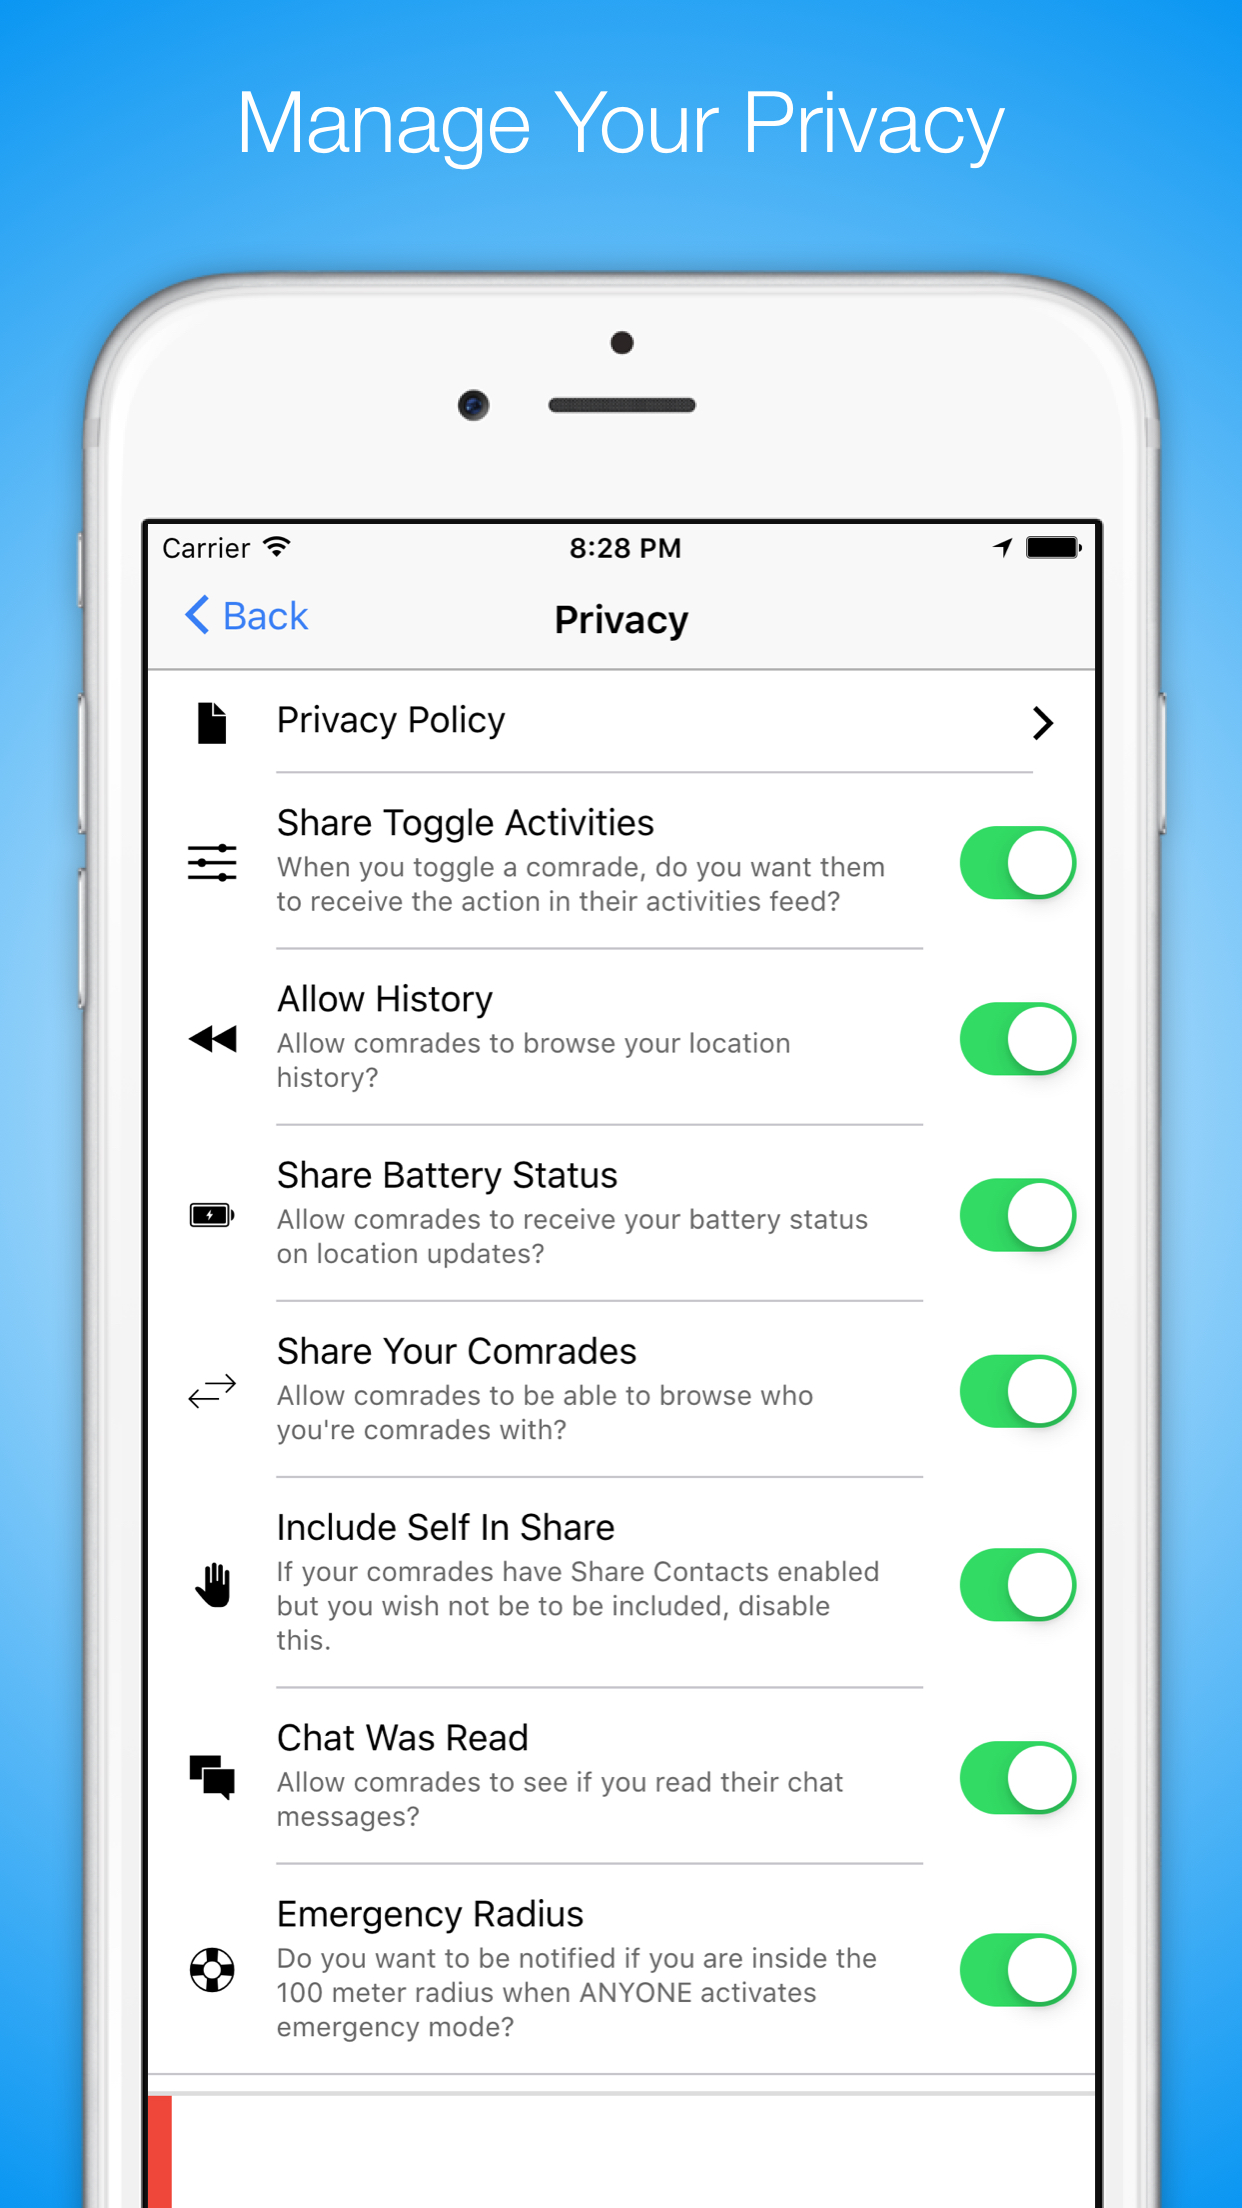 Manage Your Privacy
Carrier
8:28 PM
Back
Privacy
Privacy Policy
Share Toggle Activities
When you toggle a comrade, do you want them
to receive the action in their activities feed?
Allow History
Allow comrades to browse your location
history?
Share Battery Status
Allow comrades to receive your battery status
on location updates?
Share Your Comrades
Allow comrades to be able to browse who
you're comrades with?
Include Self In Share
If your comrades have Share Contacts enabled
but you wish not be to be included, disable
this.
Chat Was Read
Allow comrades to see if you read their chat
messages?
Emergency Radius
Do you want to be notified if you are inside the
100 meter radius when ANYONE activates
emergency mode?